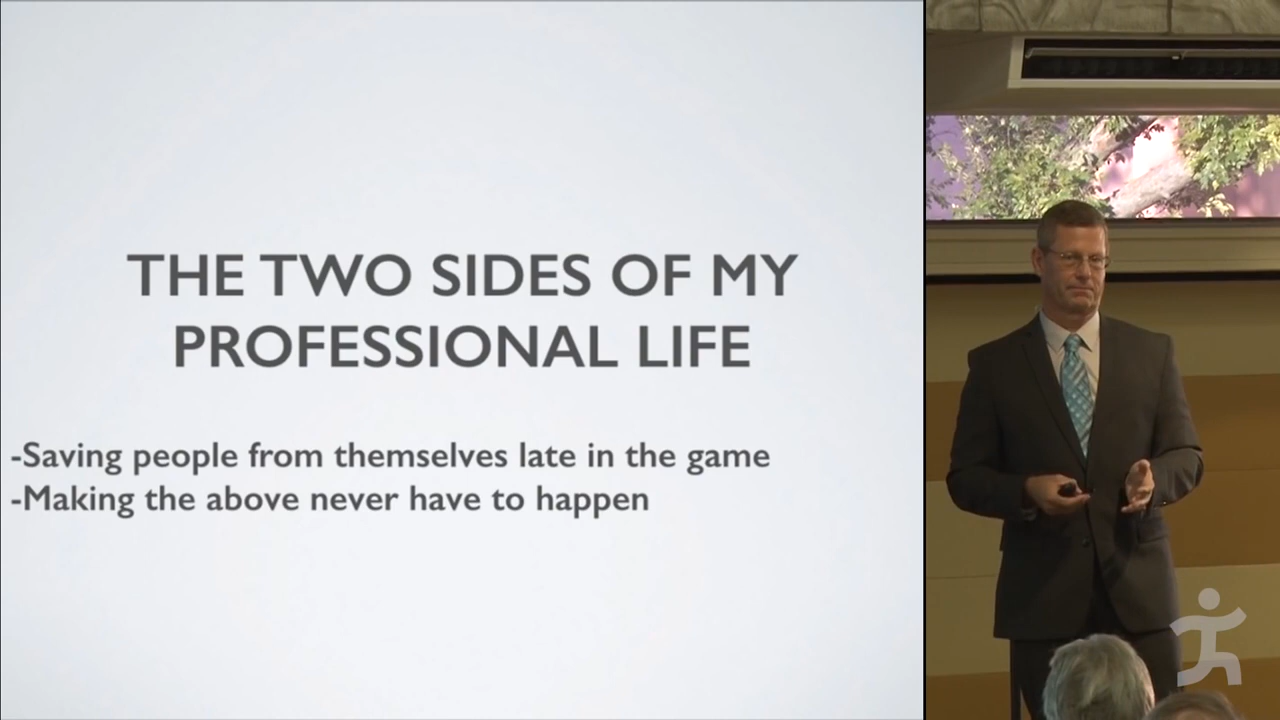 THE TWO SIDES OF MY
PROFESSIONAL LIFE
-Saving people from themselves late in the game
-Making the above never have to happen